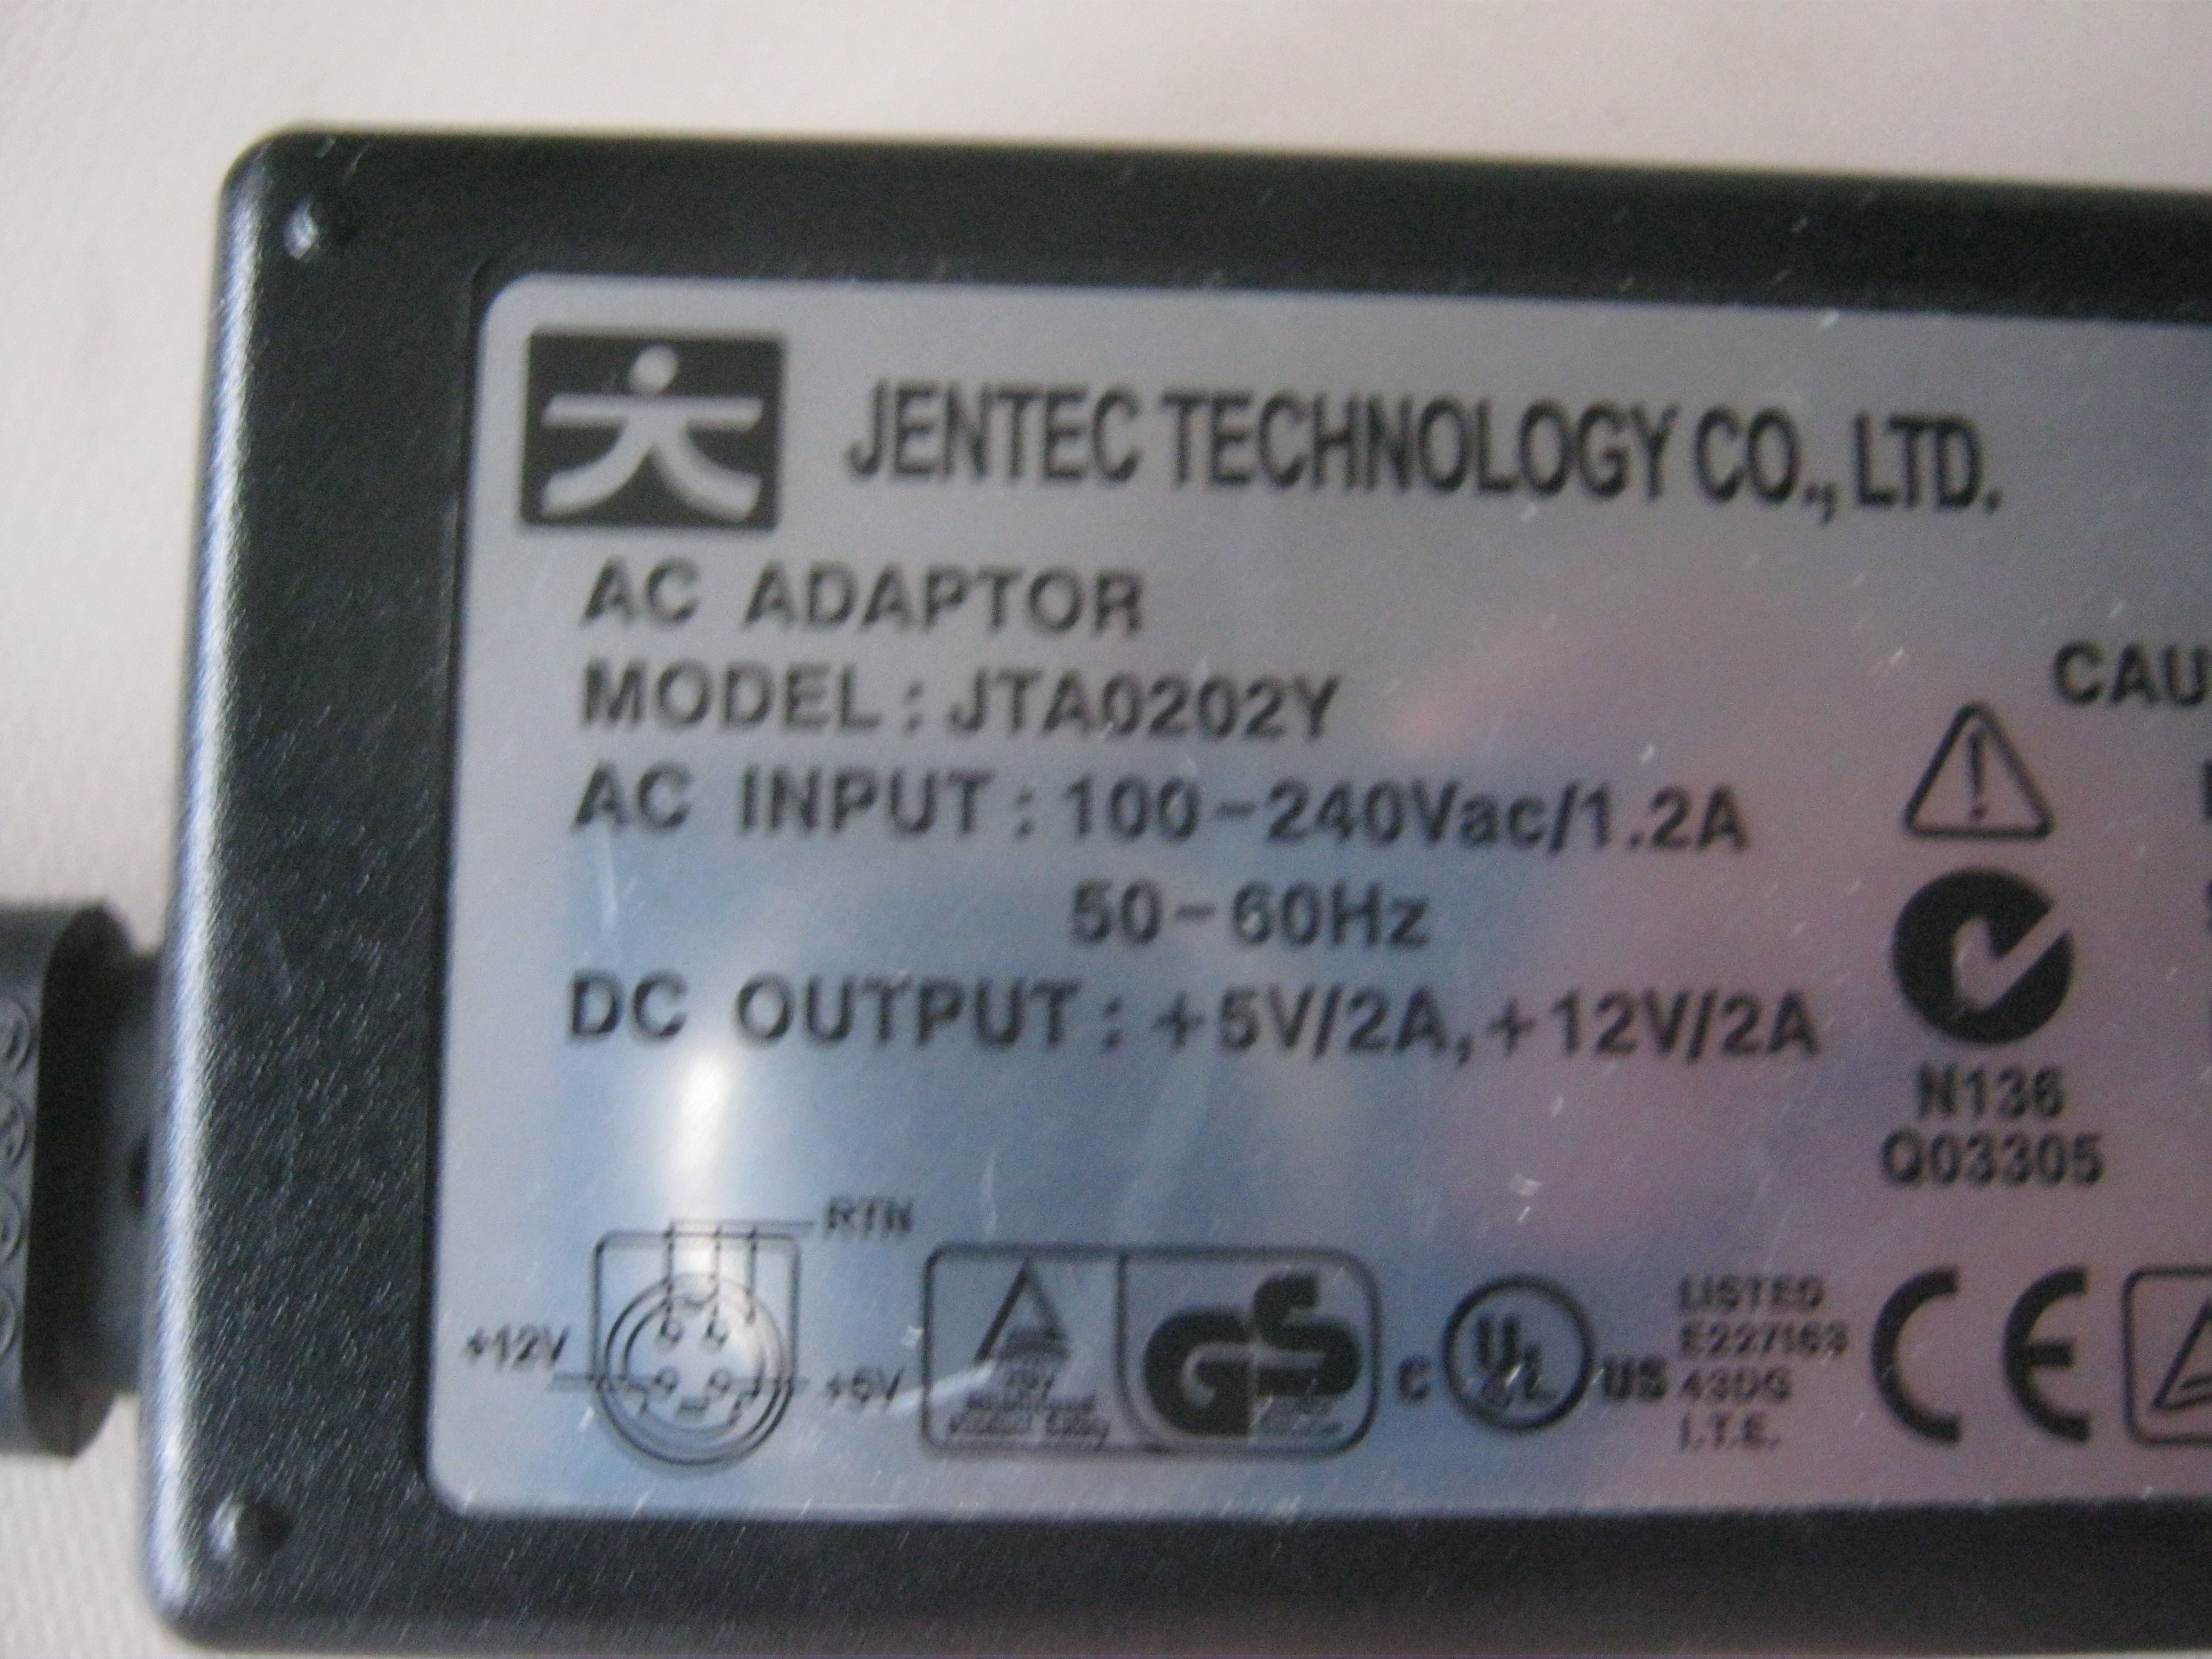 JENTEC TECHNOLOGY CO., LTD.
AC ADAPTOR
MODEL : JTA0202Y
AC INPUT : 100-240Vac/1.2A
50-60Hz
DC OUTPUT : +5V/2A,+12V/2A
CAU
N136
Q03305
RTN
+12V
+5V
GS
C UL US
LISTED
E227163
43DG
I.T.E.
CE